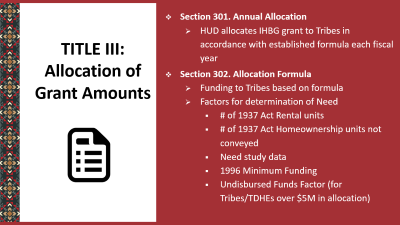 TITLE III:
Allocation of
Grant Amounts
❖ Section 301. Annual Allocation
➢ HUD allocates IHBG grant to Tribes in
accordance with established formula each fiscal
year
❖ Section 302. Allocation Formula
➢ Funding to Tribes based on formula
➢ Factors for determination of Need
▪ # of 1937 Act Rental units
▪ # of 1937 Act Homeownership units not
conveyed
▪ Need study data
▪ 1996 Minimum Funding
▪ Undisbursed Funds Factor (for
Tribes/TDHEs over $5M in allocation)